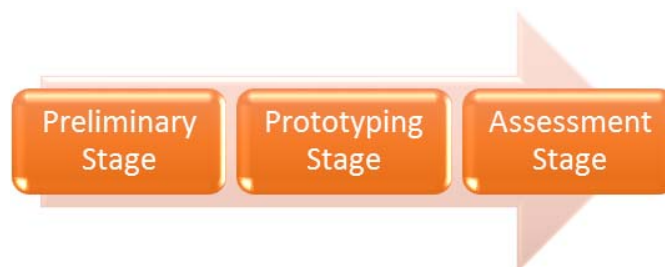 Preliminary
Stage
Prototyping
Stage
Assessment
Stage